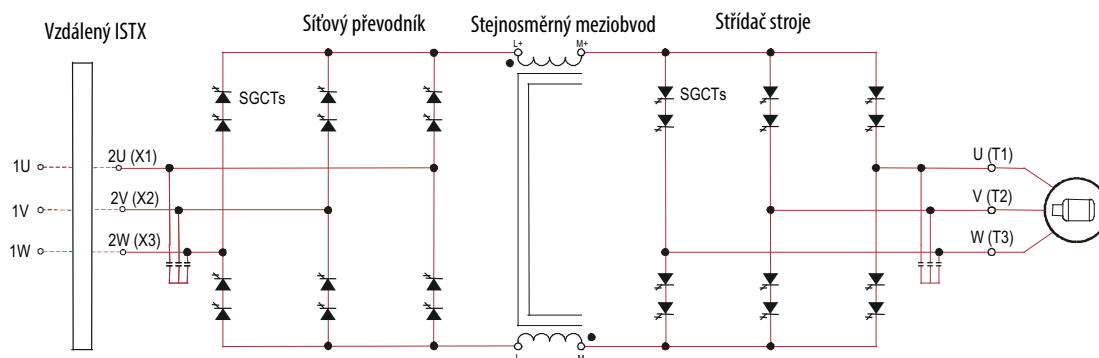 Vzdálený ISTX
Síťový převodník
Stejnosměrný meziobvod
Střídač stroje
L+
M+
SGCTs
SGCTs
1U
2U (X1)
U (T1)
1V
2V (X2)
V (T2)
1W
2W (X3)
W (T3)
L
M